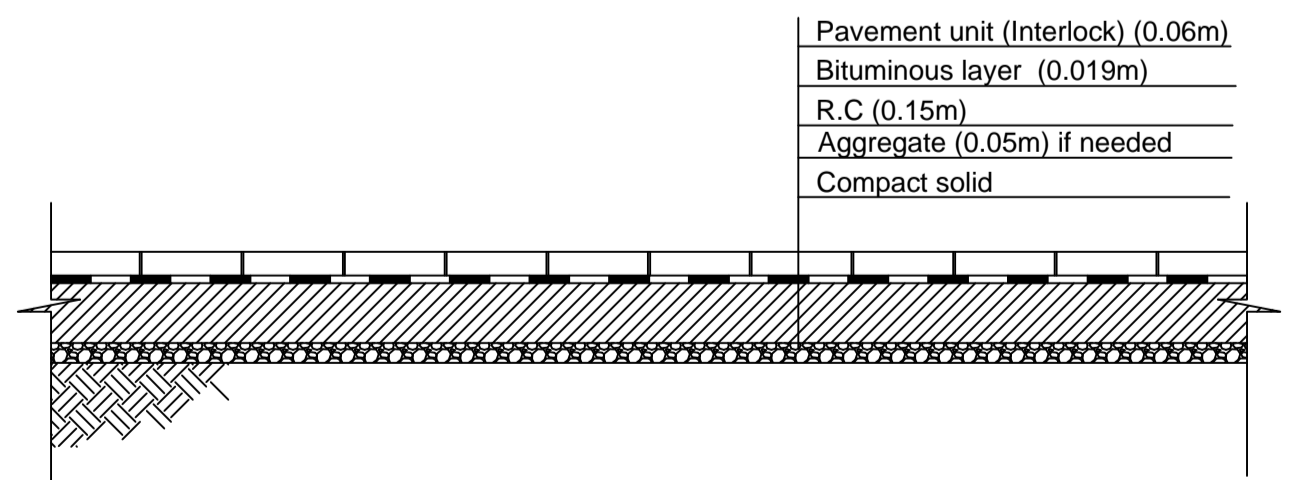 Pavement unit (Interlock) (0.06m)
Bituminous layer (0.019m)
R.C (0.15m)
Aggregate (0.05m) if needed
Compact solid